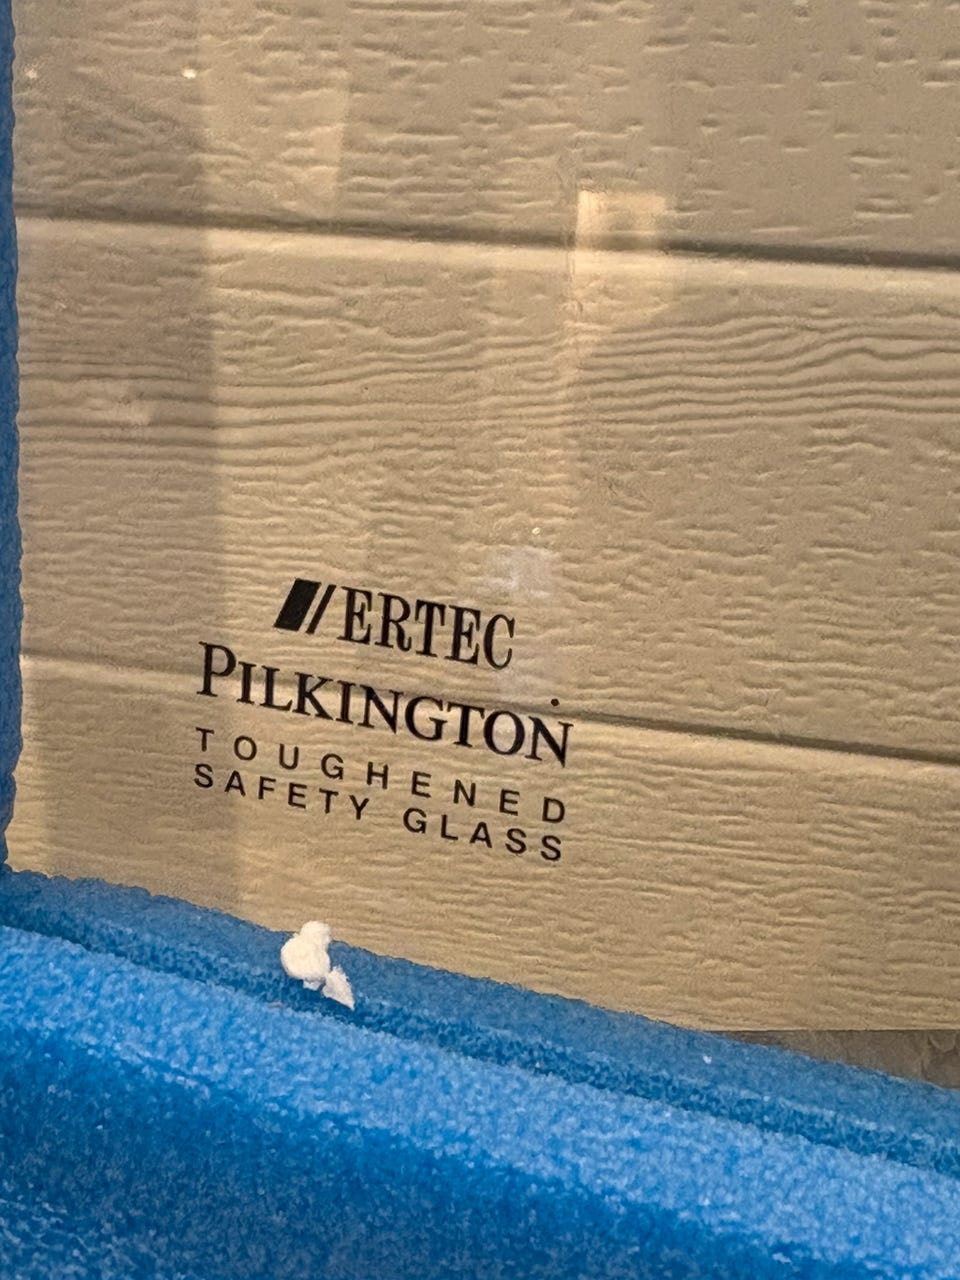 ERTEC
PILKINGTON
TOUGHENED
SAFETY GLASS